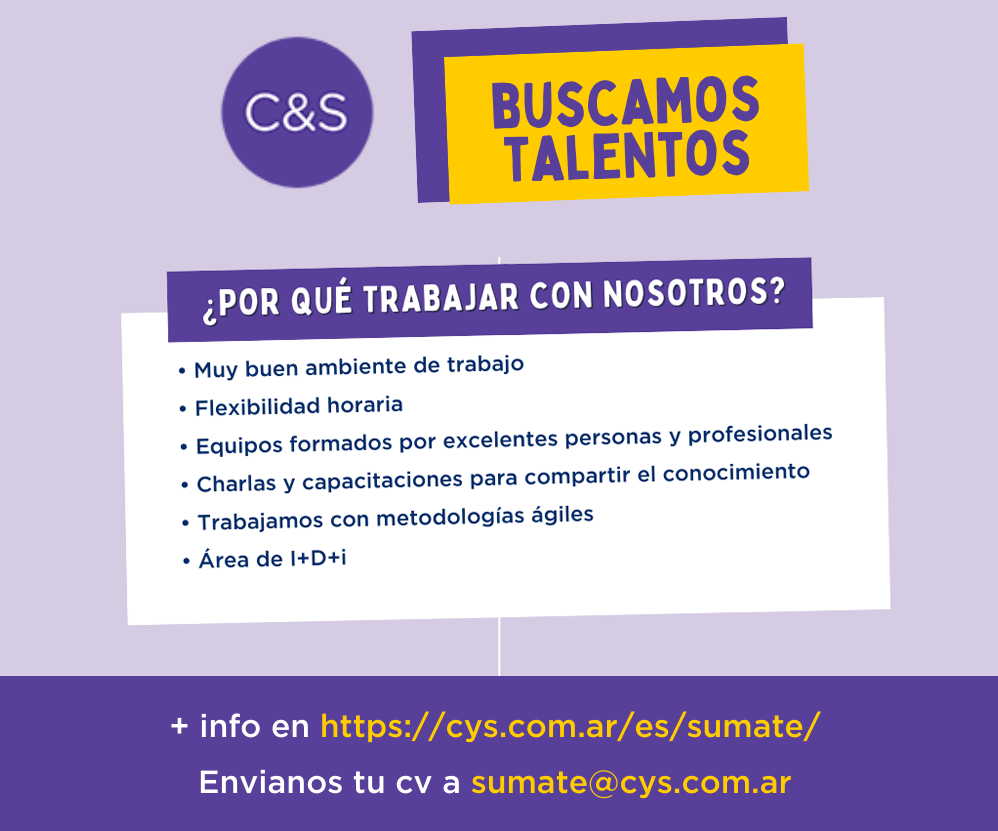 C&S
BUSCAMOS
TALENTOS
¿POR QUÉ TRABAJAR CON NOSOTROS?
• Muy buen ambiente de trabajo
• Flexibilidad horaria
• Equipos formados por excelentes personas y profesionales
• Charlas y capacitaciones para compartir el conocimiento
• Trabajamos con metodologías ágiles
• Área de I+D+i
+ info en https://cys.com.ar/es/sumate/
Envianos tu cv a sumate@cys.com.ar